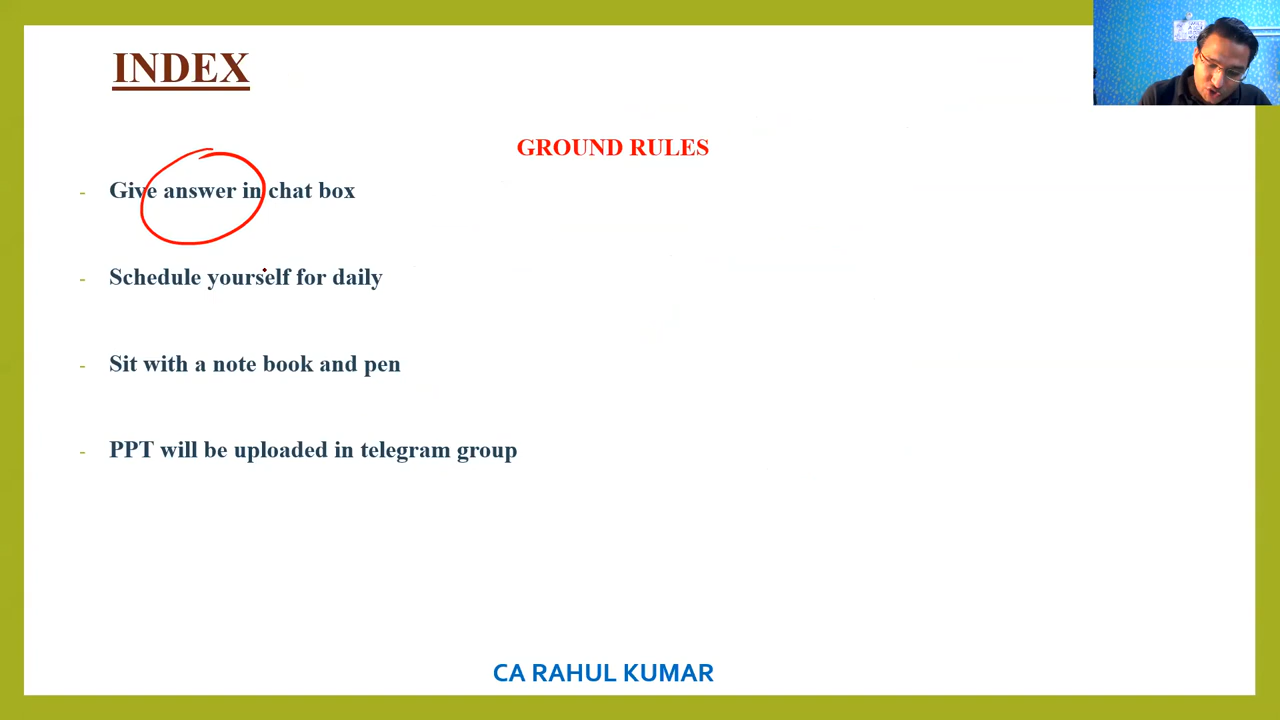 INDEX
GROUND RULES
- Give answer in chat box
- Schedule yourself for daily
- Sit with a note book and pen
- PPT will be uploaded in telegram group
CA RAHUL KUMAR